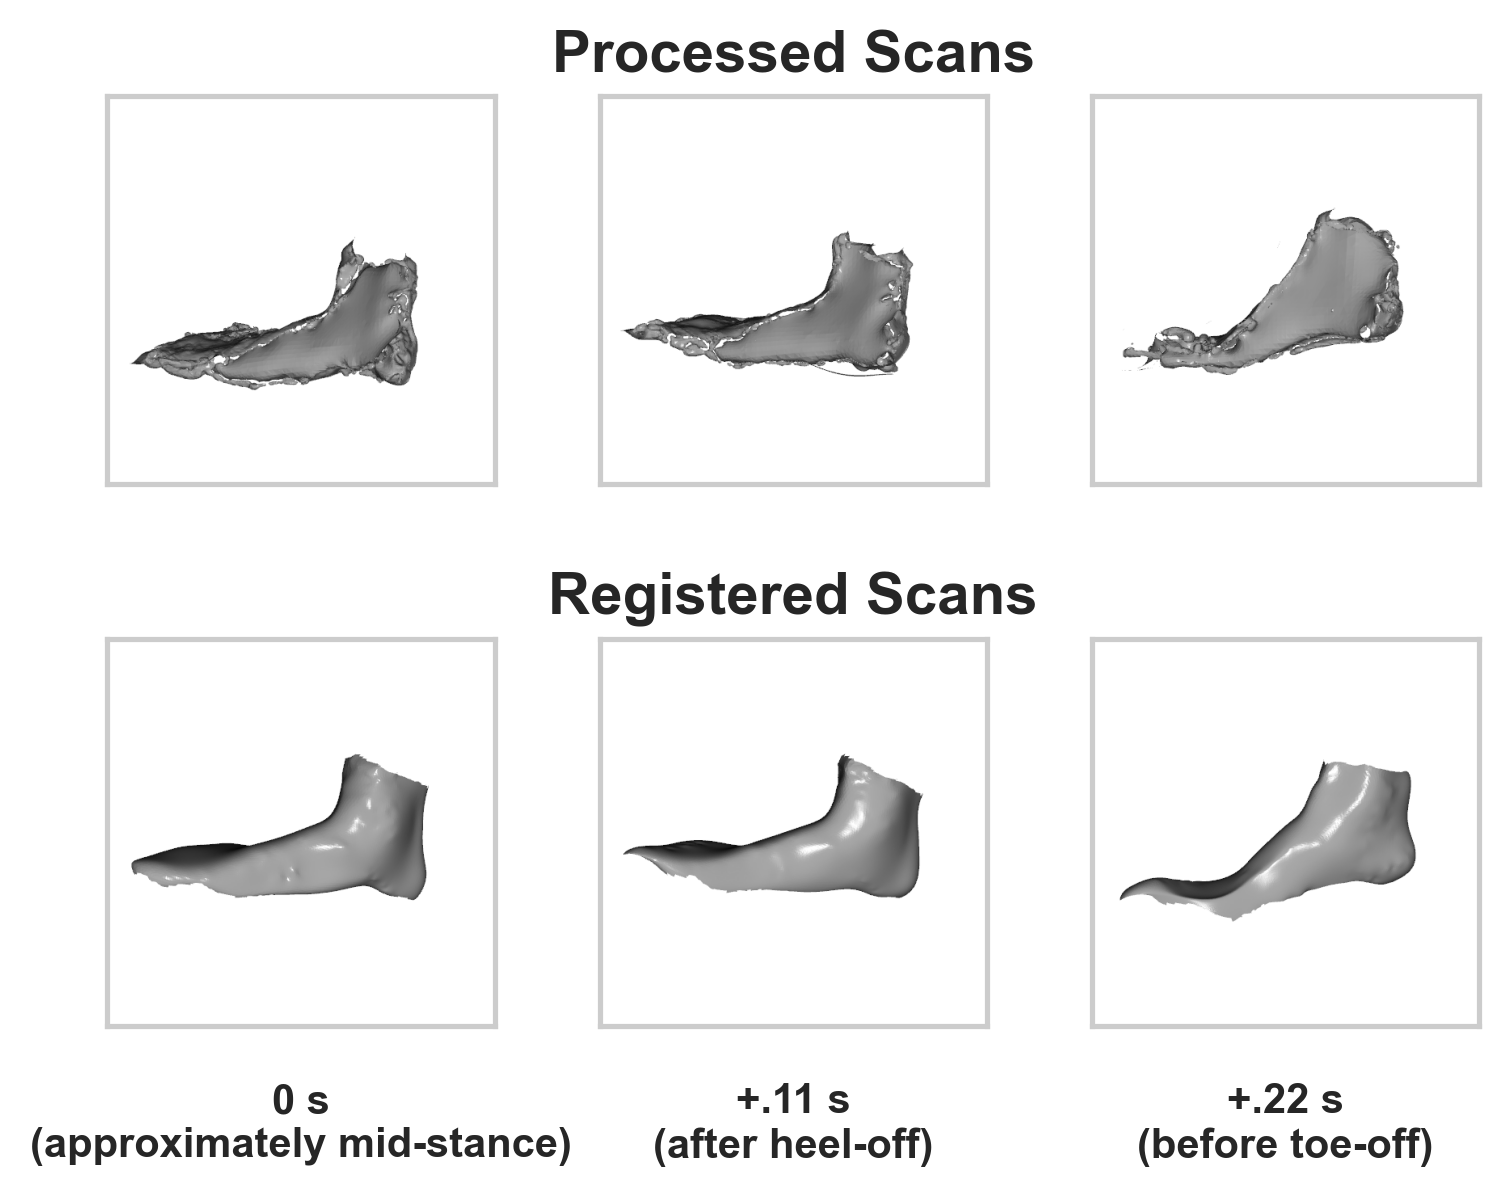 Processed Scans
Registered Scans
0 s
(approximately mid-stance)
+.11 s
(after heel-off)
+.22 s
(before toe-off)